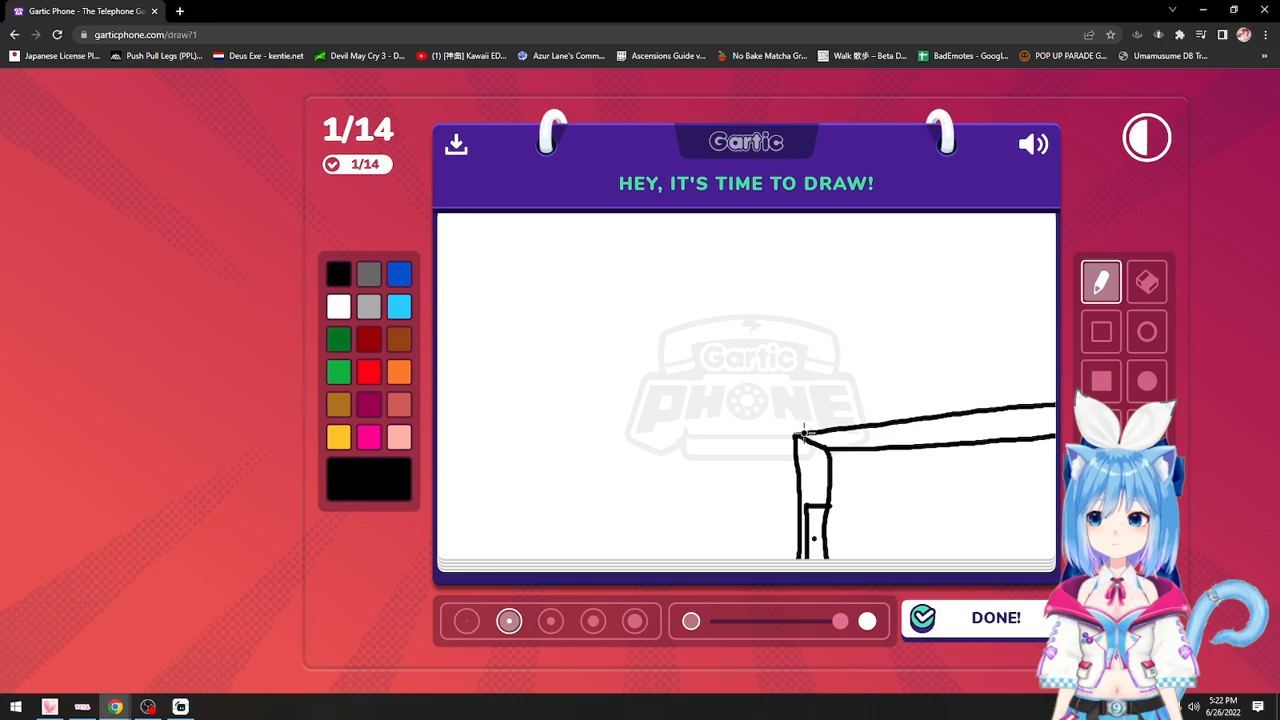 Gartic Phone - The Telephone Ga
garticphone.com/draw?1
Japanese License Pl...
Push Pull Legs (PPL)...
Deus Exe - kentie.net
Devil May Cry 3 - D...
(1) [神曲] Kawaii ED...
Azur Lane's Comm...
Ascensions Guide v...
No Bake Matcha Gr...
Walk 散歩 – Beta D...
BadEmotes - Googl...
POP UP PARADE G...
Umamusume DB Tr...
»
1/14
1/14
Gartic
HEY, IT'S TIME TO DRAW!
Gartic
PHONE
DONE!
5:22 PM
6/26/2022